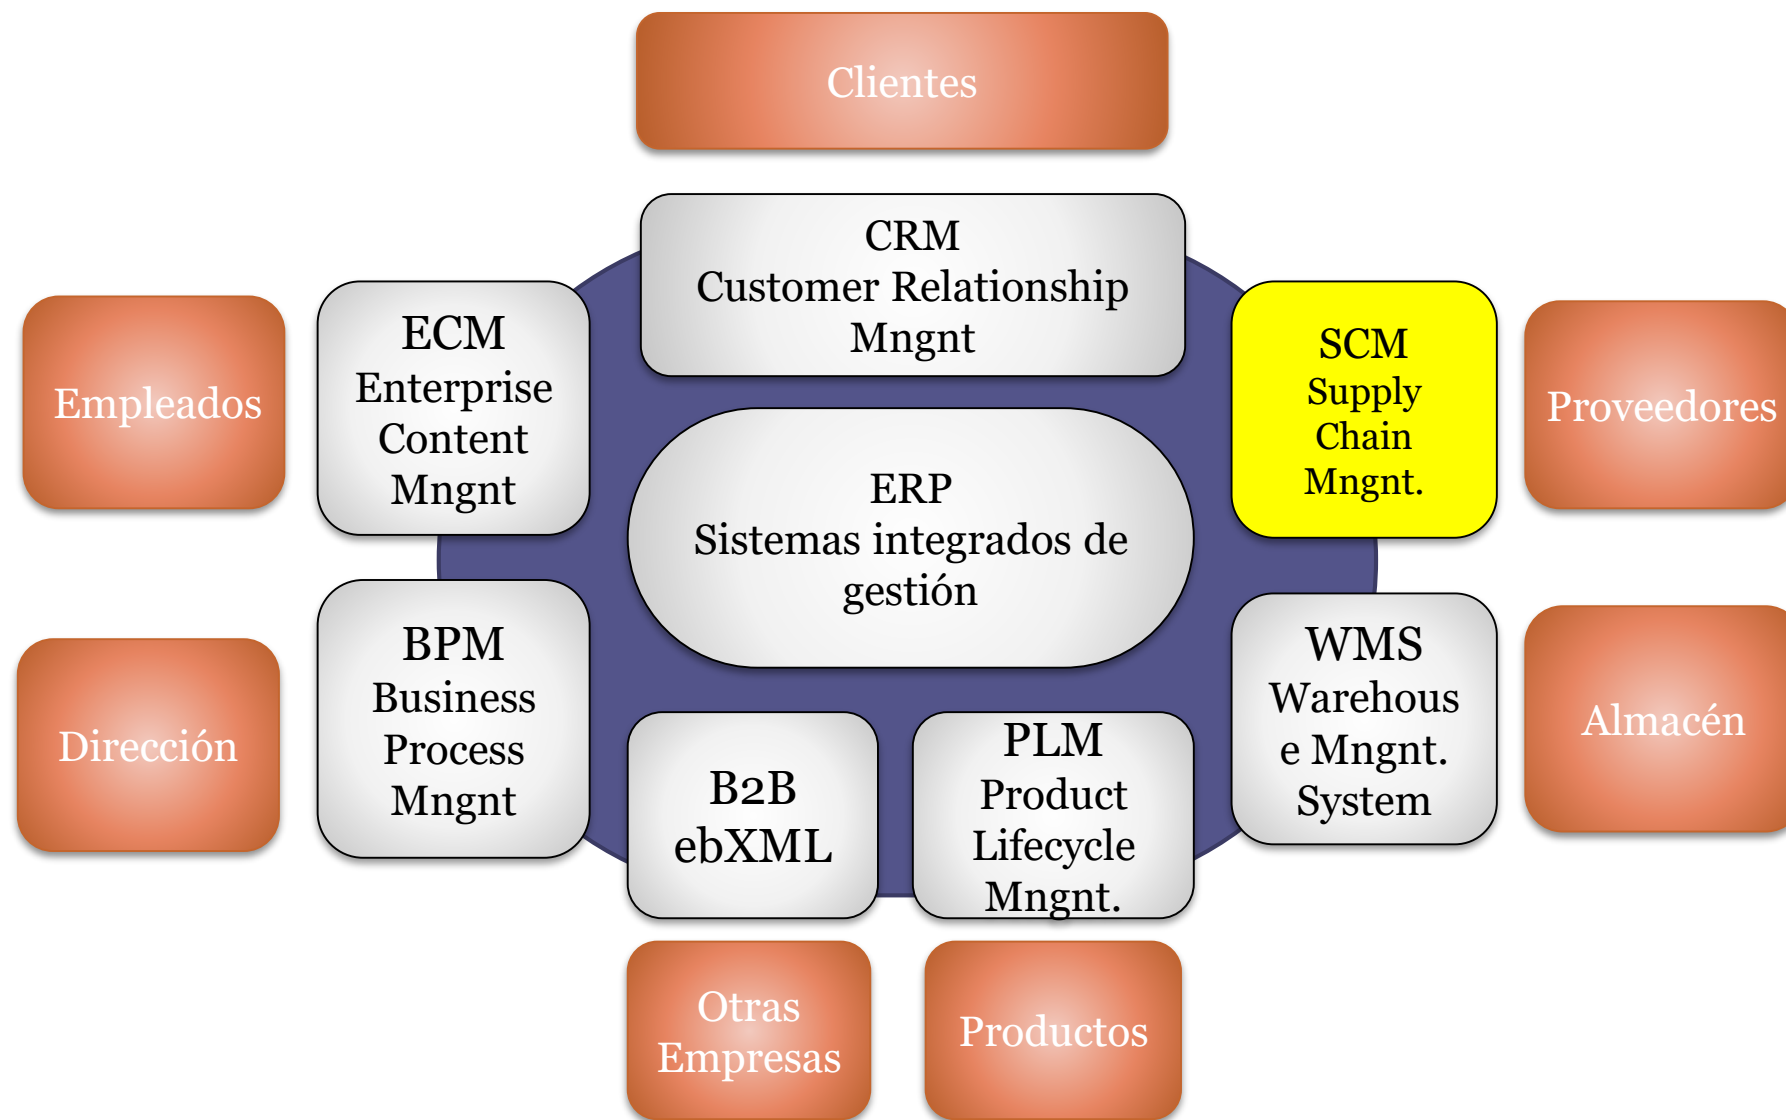 Clientes
CRM
Customer Relationship
Mngnt
Empleados
ECM
Enterprise
Content
Mngnt
SCM
Supply
Chain
Mngnt.
Proveedores
ERP
Sistemas integrados de
gestión
Dirección
BPM
Business
Process
Mngnt
B2B
ebXML
PLM
Product
Lifecycle
Mngnt.
WMS
Warehous
e Mngnt.
System
Almacén
Otras
Empresas
Productos